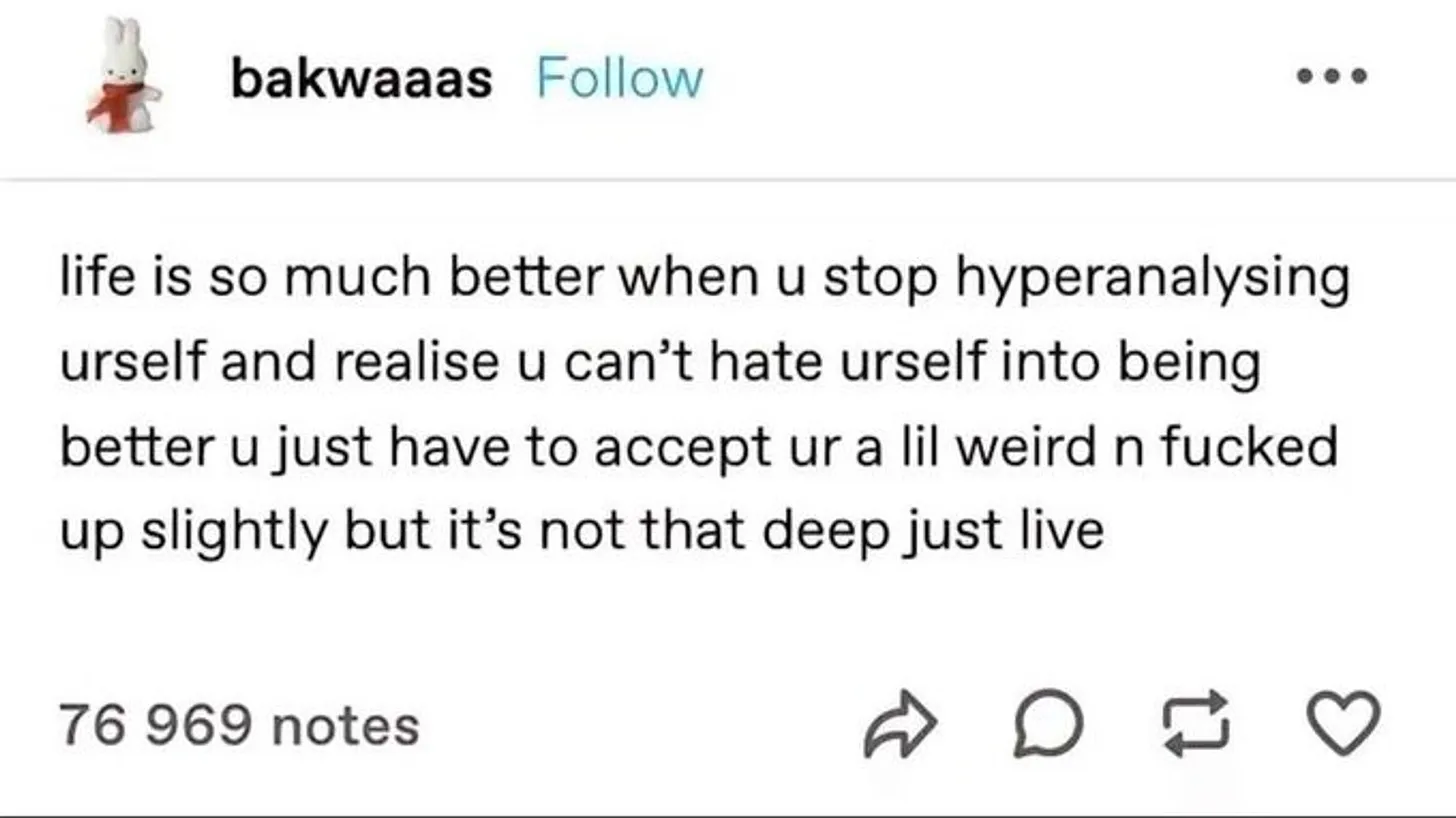 bakwaaas Follow
life is so much better when u stop hyperanalysing
urself and realise u can’t hate urself into being
better u just have to accept ur a lil weird n fucked
up slightly but it’s not that deep just live
76 969 notes